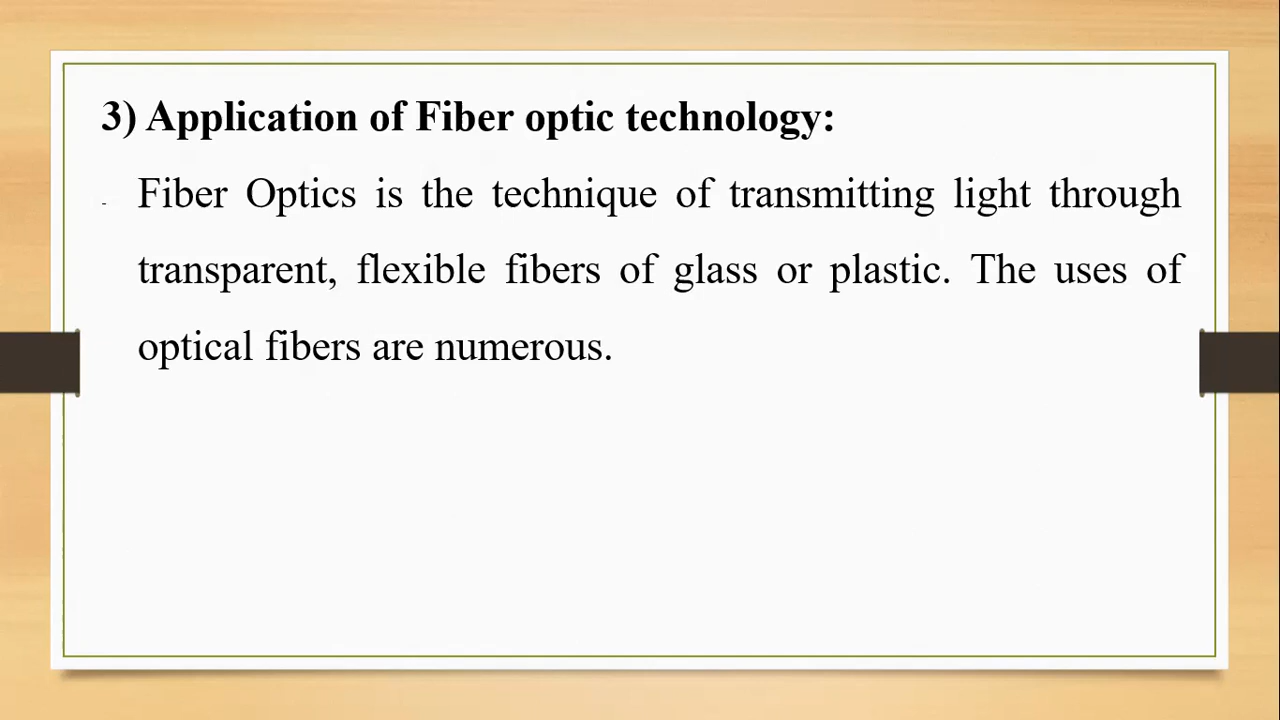 3) Application of Fiber optic technology:
- Fiber Optics is the technique of transmitting light through
transparent, flexible fibers of glass or plastic. The uses of
optical fibers are numerous.